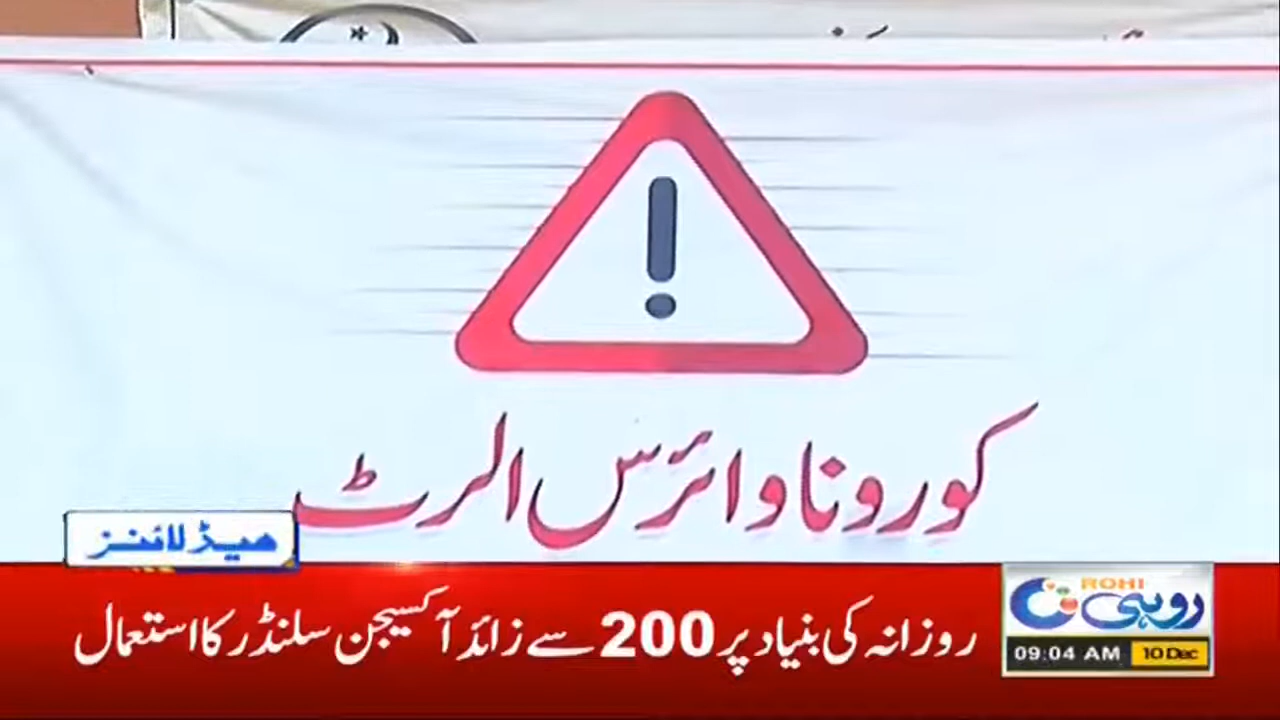 !
کورونا وائرس الرٹ
ہیڈ لائنز
روزانہ کی بنیاد پر 200 سے زائد آکسیجن سلنڈر کا استعمال
ROHI
روہی
09:04 AM 10 Dec